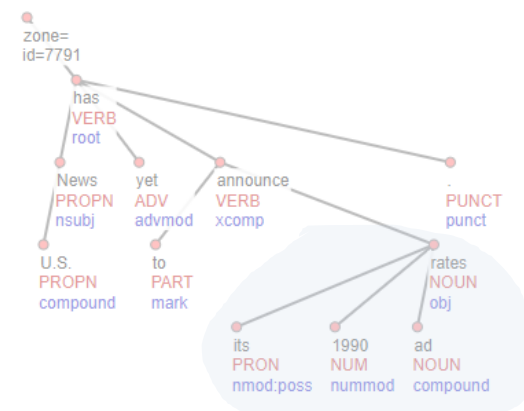 zone=
id=7791
has
VERB
root
News yet announce .
PROPN ADV VERB PUNCT
nsubj advmod xcomp punct
U.S. to rates
PROPN PART NOUN
compound mark obj
its 1990 ad
PRON NUM NOUN
nmod:poss nummod compound